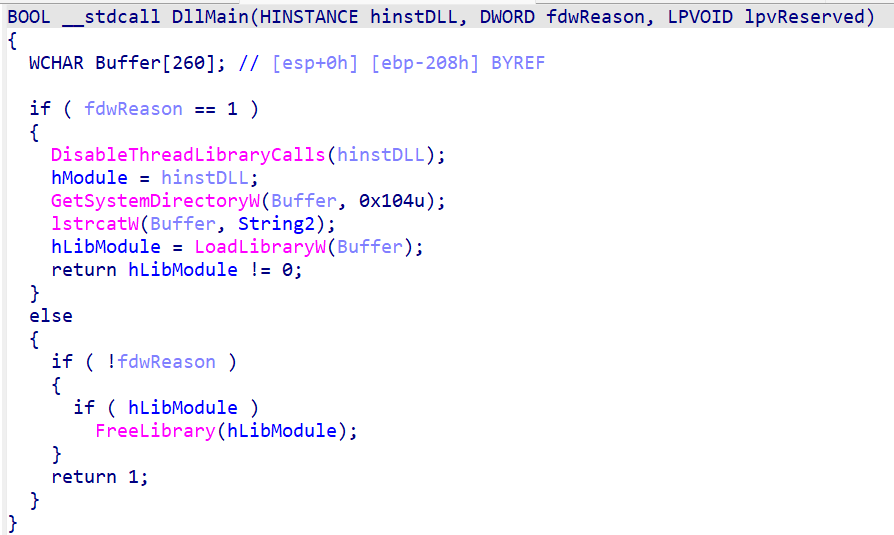 BOOL __stdcall DllMain(HINSTANCE hinstDLL, DWORD fdwReason, LPVOID lpvReserved)
{
  WCHAR Buffer[260]; // [esp+0h] [ebp-208h] BYREF

  if ( fdwReason == 1 )
  {
    DisableThreadLibraryCalls(hinstDLL);
    hModule = hinstDLL;
    GetSystemDirectoryW(Buffer, 0x104u);
    lstrcatW(Buffer, String2);
    hLibModule = LoadLibraryW(Buffer);
    return hLibModule != 0;
  }
  else
  {
    if ( !fdwReason )
    {
      if ( hLibModule )
        FreeLibrary(hLibModule);
    }
    return 1;
  }
}